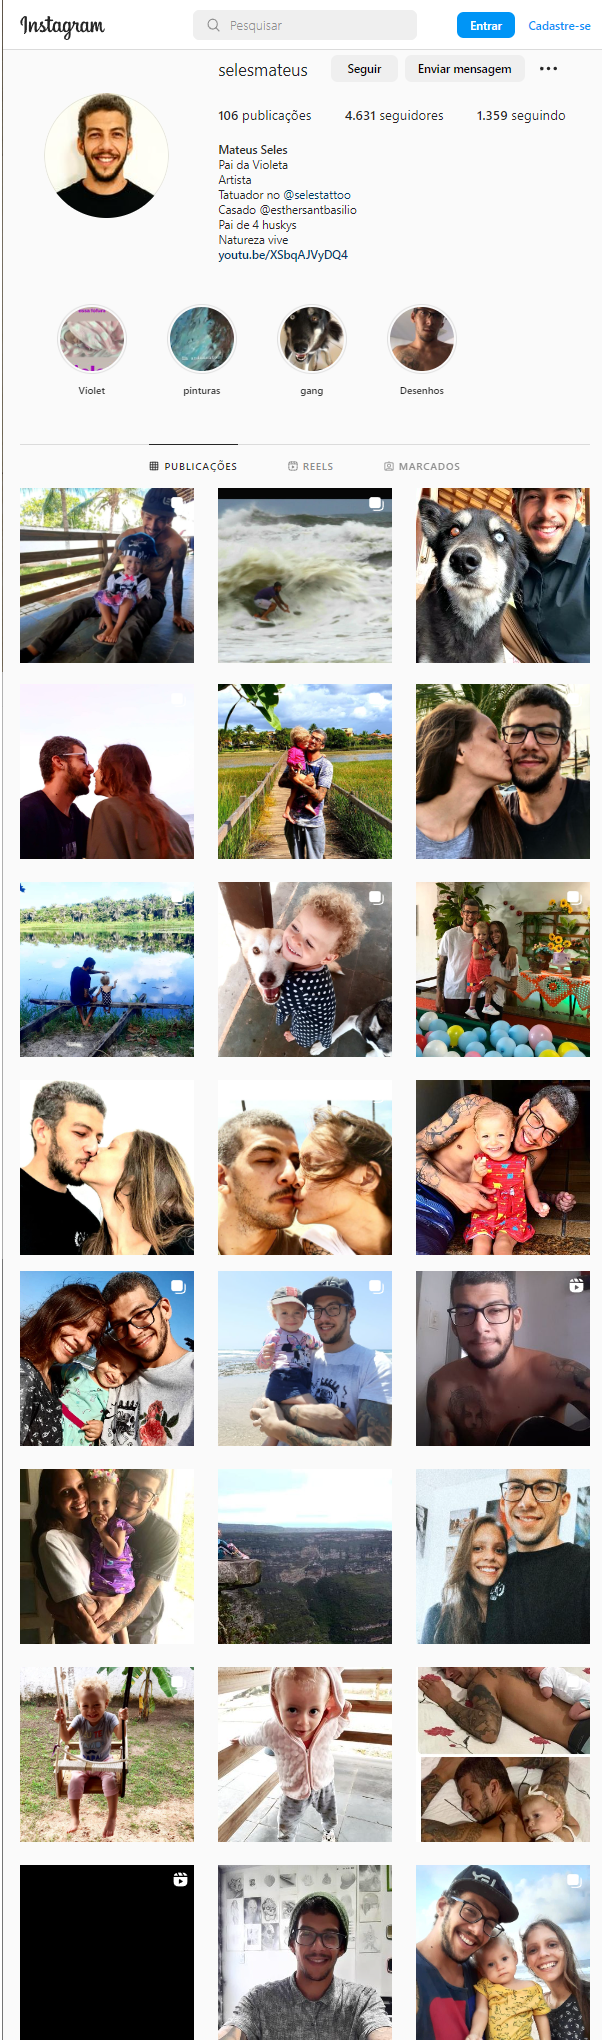 Instagram
Pesquisar
Entrar
Cadastre-se
selesmateus
Seguir
Enviar mensagem
106 publicações
4.631 seguidores
1.359 seguindo
Mateus Seles
Pai da Violeta
Artista
Tatuador no @selestattoo
Casado @esthersantbasilio
Pai de 4 huskys
Natureza vive
youtu.be/XSbqAJVyDQ4
Violet
pinturas
gang
Desenhos
PUBLICAÇÕES
REELS
MARCADOS